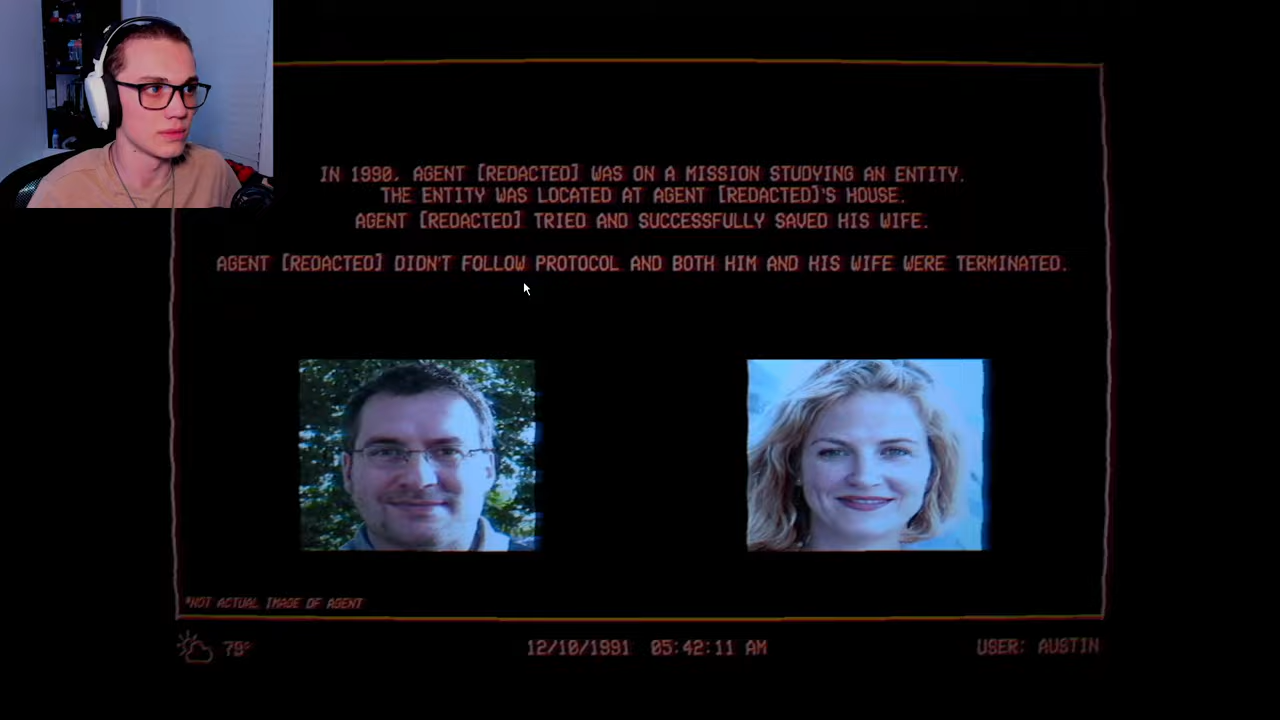 IN 1990, AGENT [REDACTED] WAS ON A MISSION STUDYING AN ENTITY.
THE ENTITY WAS LOCATED AT AGENT [REDACTED]'S HOUSE.
AGENT [REDACTED] TRIED AND SUCCESSFULLY SAVED HIS WIFE.
AGENT [REDACTED] DIDN'T FOLLOW PROTOCOL AND BOTH HIM AND HIS WIFE WERE TERMINATED.
*NOT ACTUAL IMAGE OF AGENT
79°
12/10/1991 05:42:11 AM
USER: AUSTIN